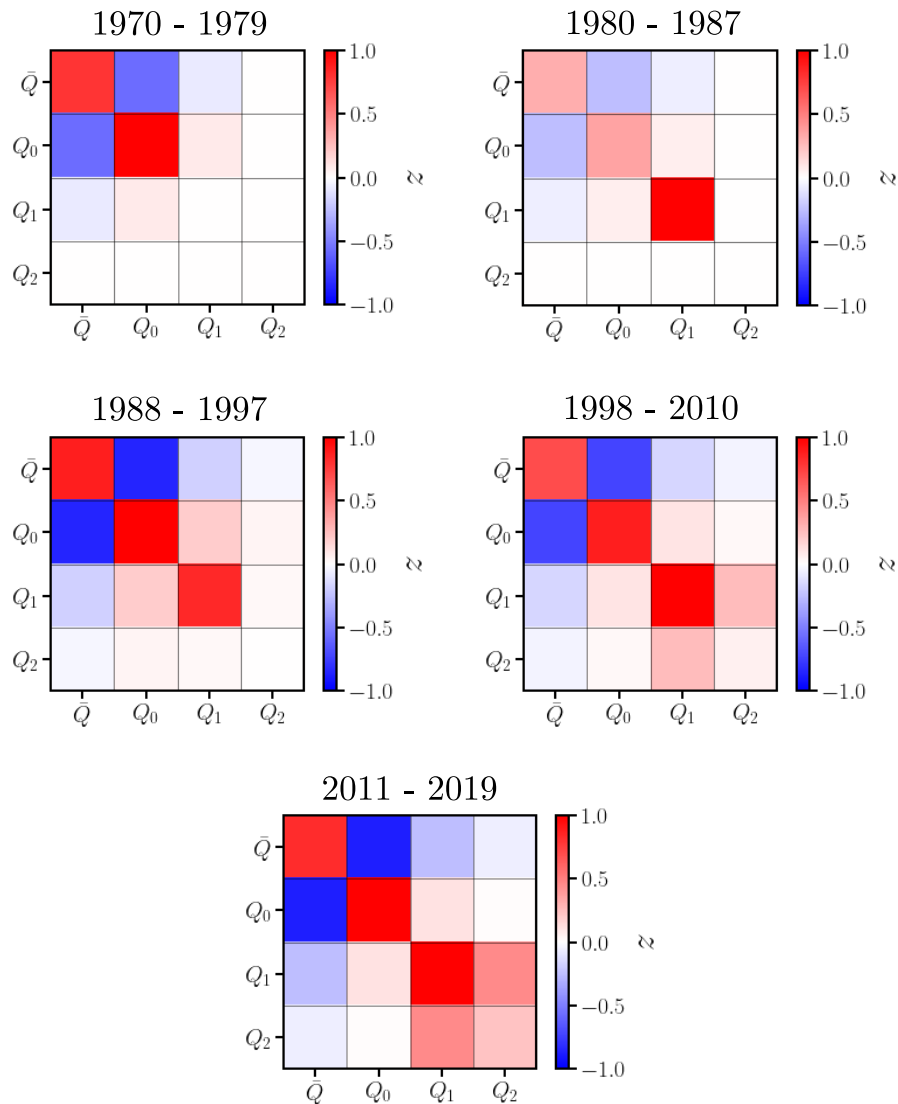 1970 - 1979
Q̄
Q₀
Q₁
Q₂
Q̄ Q₀ Q₁ Q₂
1.0
0.5
0.0
−0.5
−1.0
z
1980 - 1987
Q̄
Q₀
Q₁
Q₂
Q̄ Q₀ Q₁ Q₂
1.0
0.5
0.0
−0.5
−1.0
z
1988 - 1997
Q̄
Q₀
Q₁
Q₂
Q̄ Q₀ Q₁ Q₂
1.0
0.5
0.0
−0.5
−1.0
z
1998 - 2010
Q̄
Q₀
Q₁
Q₂
Q̄ Q₀ Q₁ Q₂
1.0
0.5
0.0
−0.5
−1.0
z
2011 - 2019
Q̄
Q₀
Q₁
Q₂
Q̄ Q₀ Q₁ Q₂
1.0
0.5
0.0
−0.5
−1.0
z